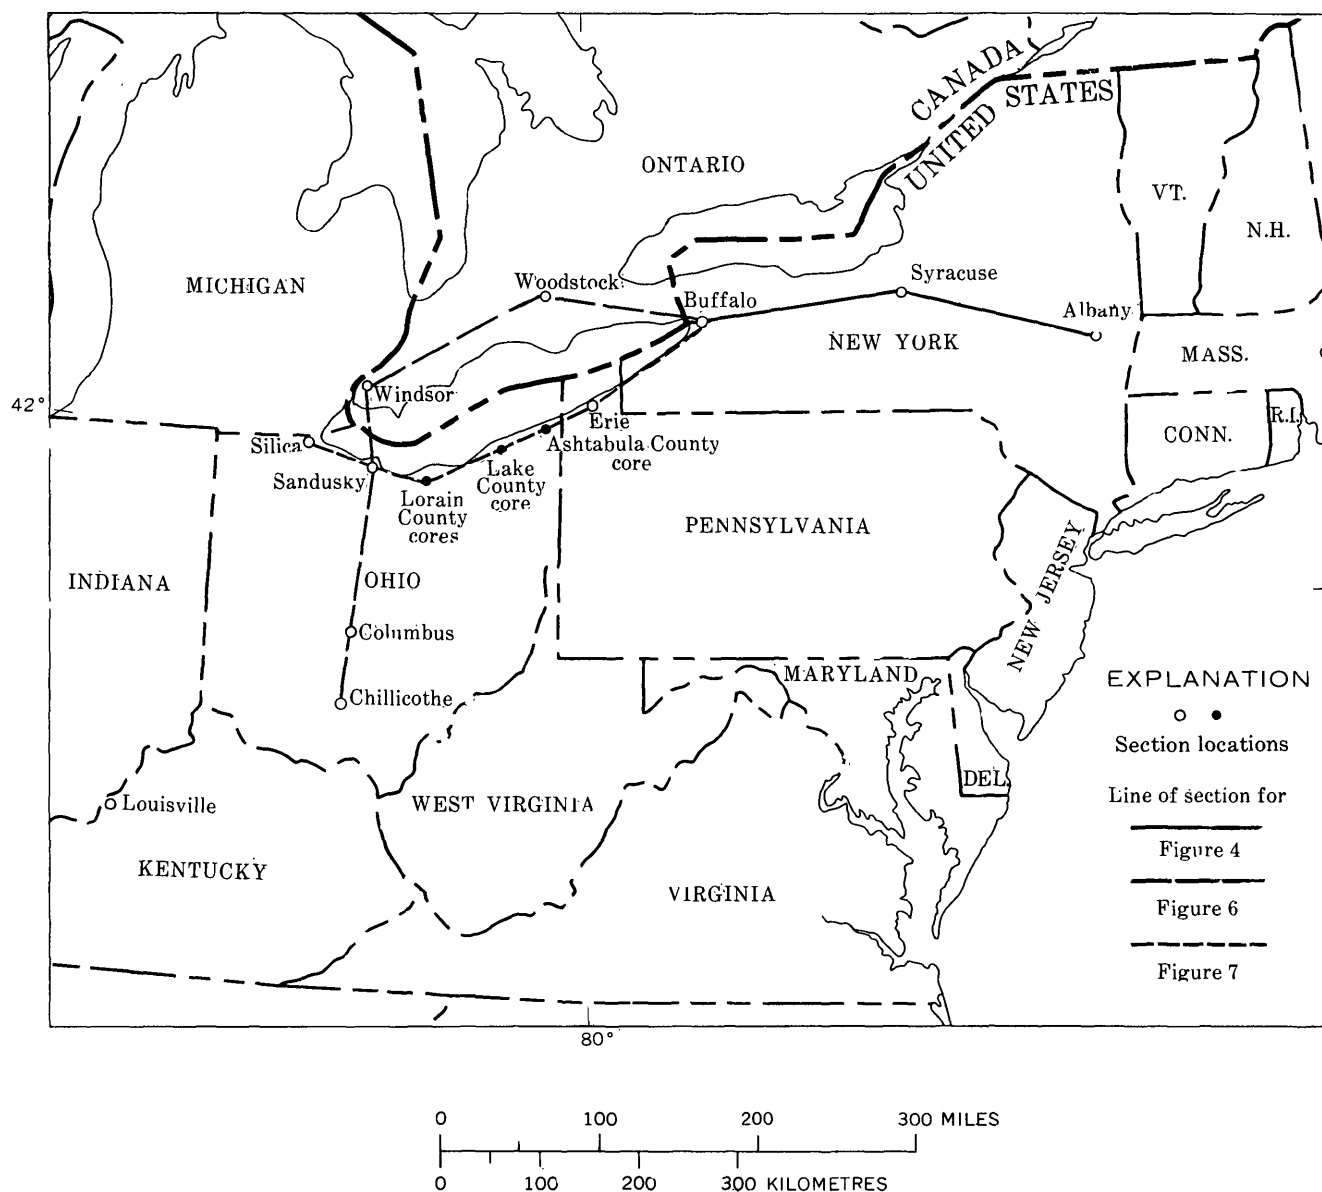 CANADA
UNITED STATES
ONTARIO
VT.
N.H.
MICHIGAN
Woodstock
Syracuse
Buffalo
Albany
NEW YORK
MASS.
Windsor
42°
Erie
R.I.
Silica
Ashtabula County
core
CONN.
Sandusky
Lake
County
core
Lorain
County
cores
PENNSYLVANIA
INDIANA
OHIO
NEW JERSEY
Columbus
MARYLAND
Chillicothe
EXPLANATION
Section locations
DEL.
Line of section for
Louisville
WEST VIRGINIA
Figure 4
KENTUCKY
VIRGINIA
Figure 6
Figure 7
80°
0 100 200 300 MILES
0 100 200 300 KILOMETRES